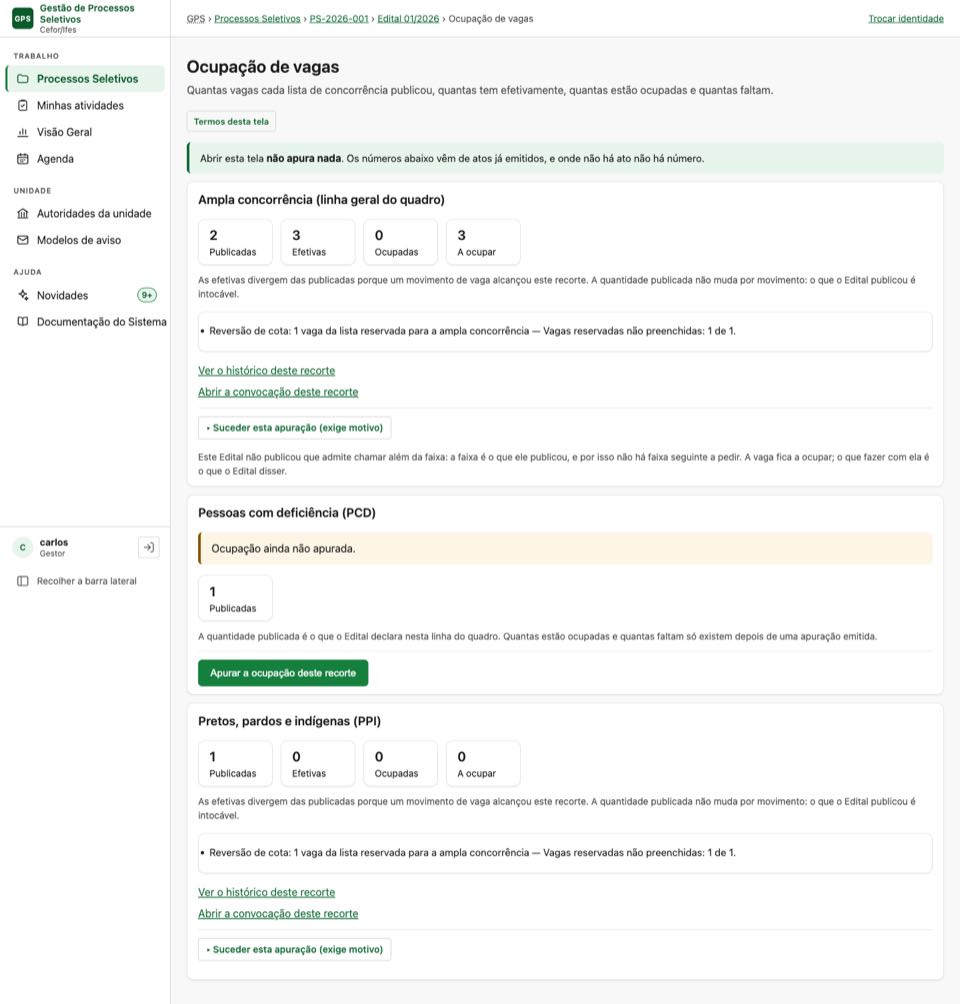 GPS
Gestão de Processos
Seletivos
Cefor/Ifes
GPS › Processos Seletivos › PS-2026-001 › Edital 01/2026 › Ocupação de vagas
Trocar identidade
TRABALHO
Processos Seletivos
Minhas atividades
Visão Geral
Agenda
UNIDADE
Autoridades da unidade
Modelos de aviso
AJUDA
Novidades
9+
Documentação do Sistema
C
carlos
Gestor
Recolher a barra lateral
Ocupação de vagas
Quantas vagas cada lista de concorrência publicou, quantas tem efetivamente, quantas estão ocupadas e quantas faltam.
Termos desta tela
Abrir esta tela não apura nada. Os números abaixo vêm de atos já emitidos, e onde não há ato não há número.
Ampla concorrência (linha geral do quadro)
2
Publicadas
3
Efetivas
0
Ocupadas
3
A ocupar
As efetivas divergem das publicadas porque um movimento de vaga alcançou este recorte. A quantidade publicada não muda por movimento: o que o Edital publicou é
intocável.
• Reversão de cota: 1 vaga da lista reservada para a ampla concorrência — Vagas reservadas não preenchidas: 1 de 1.
Ver o histórico deste recorte
Abrir a convocação deste recorte
Suceder esta apuração (exige motivo)
Este Edital não publicou que admite chamar além da faixa: a faixa é o que ele publicou, e por isso não há faixa seguinte a pedir. A vaga fica a ocupar; o que fazer com ela é
o que o Edital disser.
Pessoas com deficiência (PCD)
Ocupação ainda não apurada.
1
Publicadas
A quantidade publicada é o que o Edital declara nesta linha do quadro. Quantas estão ocupadas e quantas faltam só existem depois de uma apuração emitida.
Apurar a ocupação deste recorte
Pretos, pardos e indígenas (PPI)
1
Publicadas
0
Efetivas
0
Ocupadas
0
A ocupar
As efetivas divergem das publicadas porque um movimento de vaga alcançou este recorte. A quantidade publicada não muda por movimento: o que o Edital publicou é
intocável.
• Reversão de cota: 1 vaga da lista reservada para a ampla concorrência — Vagas reservadas não preenchidas: 1 de 1.
Ver o histórico deste recorte
Abrir a convocação deste recorte
Suceder esta apuração (exige motivo)